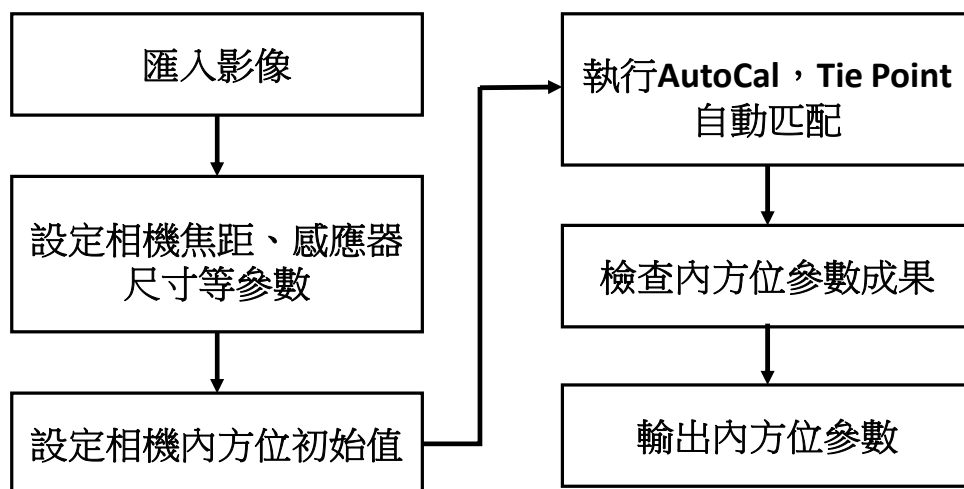 匯入影像
設定相機焦距、感應器
尺寸等參數
設定相機內方位初始值
執行AutoCal，Tie Point
自動匹配
檢查內方位參數成果
輸出內方位參數